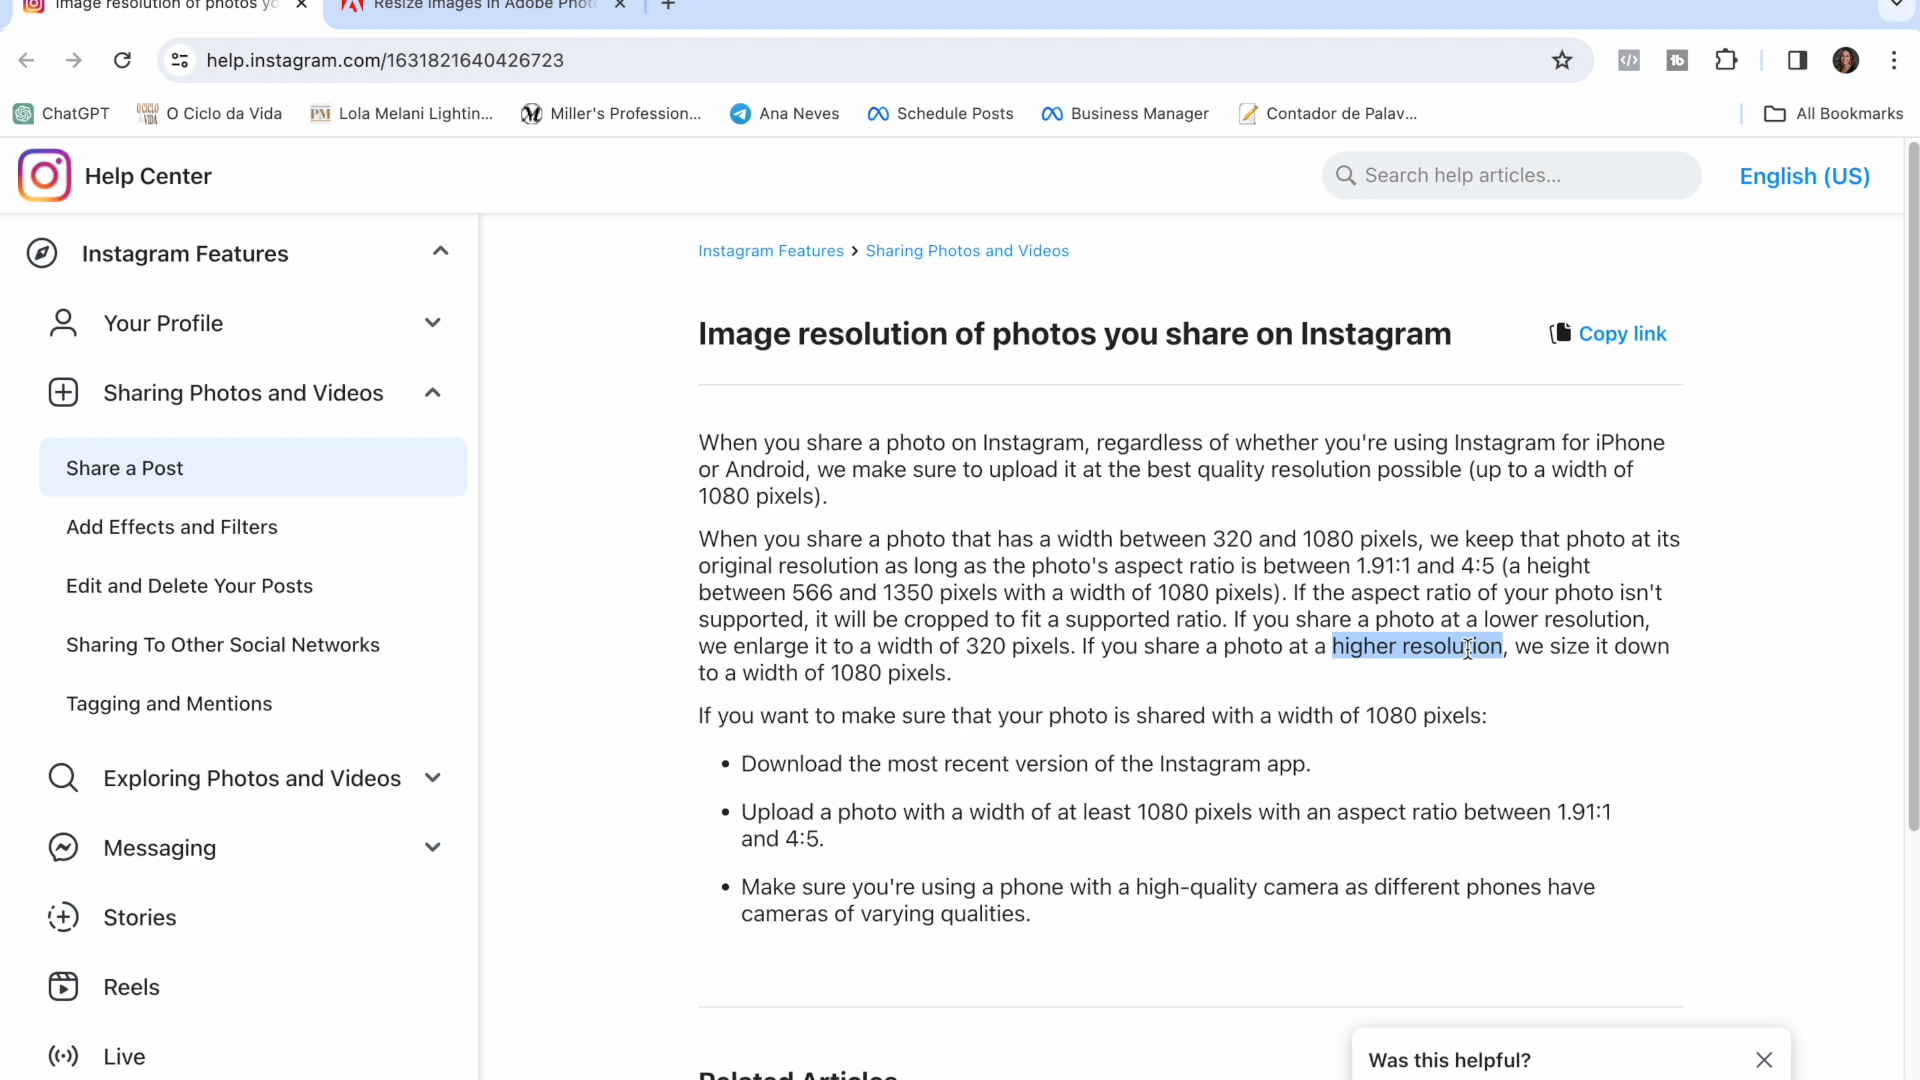 Image resolution of photos yo
Resize images in Adobe Phot
help.instagram.com/1631821640426723
ChatGPT
O Ciclo da Vida
PM Lola Melani Lightin...
Miller's Profession...
Ana Neves
Schedule Posts
Business Manager
Contador de Palav...
All Bookmarks
Help Center
Search help articles...
English (US)
Instagram Features
Your Profile
Sharing Photos and Videos
Share a Post
Add Effects and Filters
Edit and Delete Your Posts
Sharing To Other Social Networks
Tagging and Mentions
Exploring Photos and Videos
Messaging
Stories
Reels
Live
Instagram Features > Sharing Photos and Videos
Image resolution of photos you share on Instagram
Copy link
When you share a photo on Instagram, regardless of whether you're using Instagram for iPhone
or Android, we make sure to upload it at the best quality resolution possible (up to a width of
1080 pixels).
When you share a photo that has a width between 320 and 1080 pixels, we keep that photo at its
original resolution as long as the photo's aspect ratio is between 1.91:1 and 4:5 (a height
between 566 and 1350 pixels with a width of 1080 pixels). If the aspect ratio of your photo isn't
supported, it will be cropped to fit a supported ratio. If you share a photo at a lower resolution,
we enlarge it to a width of 320 pixels. If you share a photo at a higher resolution, we size it down
to a width of 1080 pixels.
If you want to make sure that your photo is shared with a width of 1080 pixels:
• Download the most recent version of the Instagram app.
• Upload a photo with a width of at least 1080 pixels with an aspect ratio between 1.91:1
and 4:5.
• Make sure you're using a phone with a high-quality camera as different phones have
cameras of varying qualities.
Related Articles
Was this helpful?